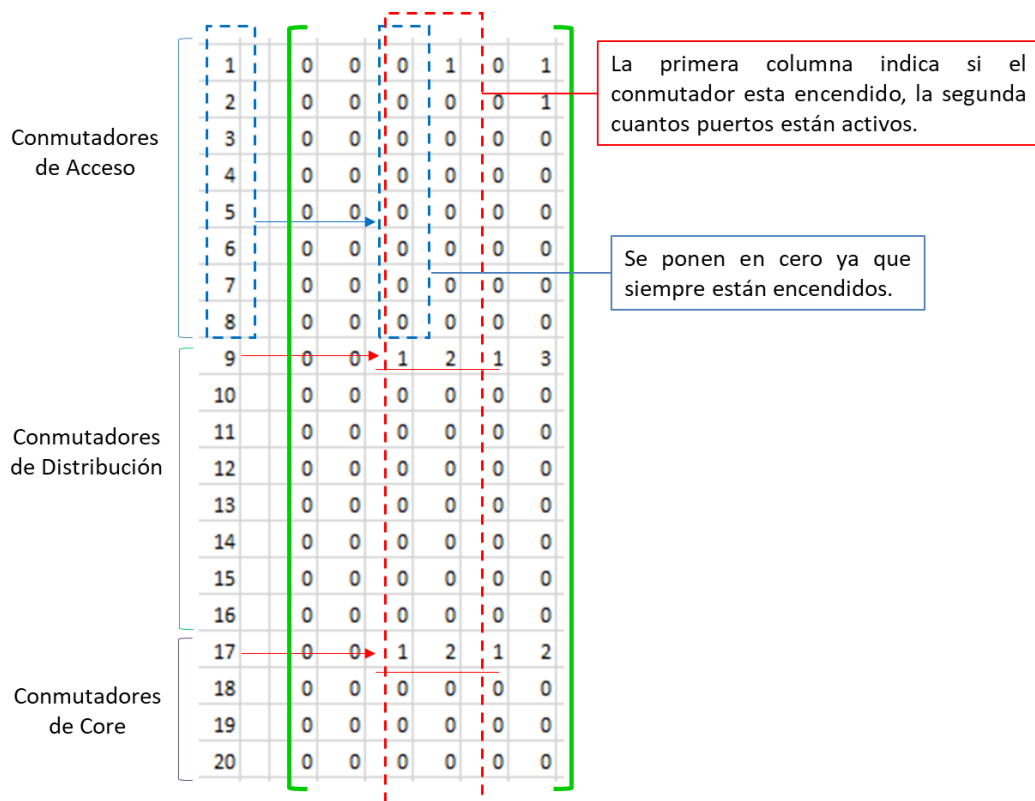 1 0 0 0 1 0 1
2 0 0 0 0 0 1
3 0 0 0 0 0 0
4 0 0 0 0 0 0
5 0 0 0 0 0 0
6 0 0 0 0 0 0
7 0 0 0 0 0 0
8 0 0 0 0 0 0
9 0 0 1 2 1 3
10 0 0 0 0 0 0
11 0 0 0 0 0 0
12 0 0 0 0 0 0
13 0 0 0 0 0 0
14 0 0 0 0 0 0
15 0 0 0 0 0 0
16 0 0 0 0 0 0
17 0 0 1 2 1 2
18 0 0 0 0 0 0
19 0 0 0 0 0 0
20 0 0 0 0 0 0
Conmutadores
de Acceso
Conmutadores
de Distribución
Conmutadores
de Core
La primera columna indica si el
conmutador esta encendido, la segunda
cuantos puertos están activos.
Se ponen en cero ya que
siempre están encendidos.